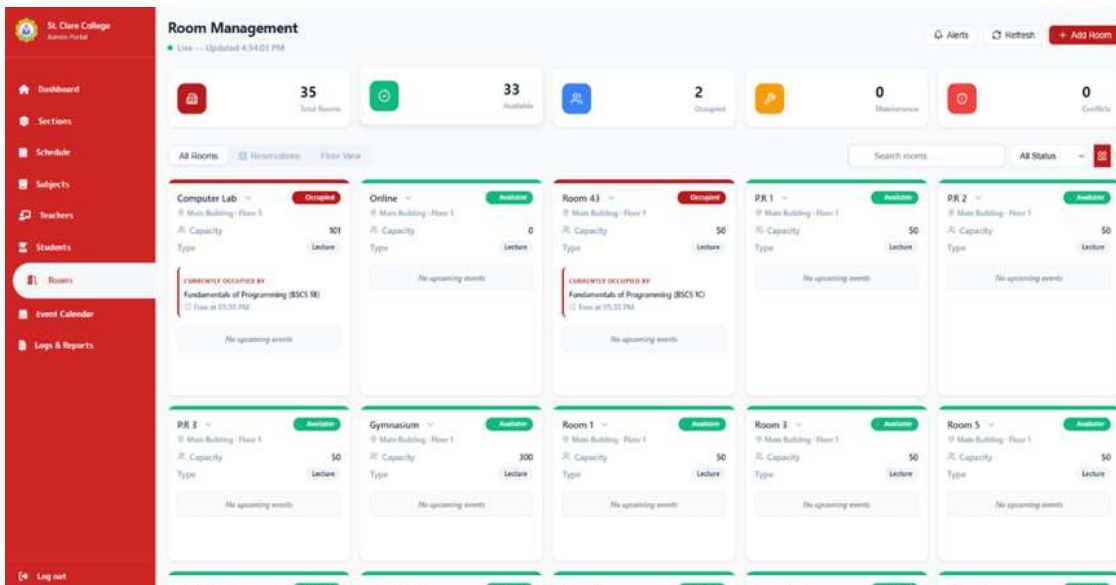 St. Clare College
Admin Portal
Dashboard
Sections
Schedule
Subjects
Teachers
Students
Rooms
Event Calendar
Logs & Reports
Log out
Room Management
Live — Updated 4:34:03 PM
Alerts
Refresh
+ Add Room
35
Total Rooms
33
Available
2
Occupied
0
Maintenance
0
Conflicts
All Rooms
Reservations
Floor View
Search rooms...
All Status
Computer Lab
Occupied
Main Building - Floor 5
Capacity
101
Type
Lecture
CURRENTLY OCCUPIED BY
Fundamentals of Programming (BSCS 1B)
Free at 05:30 PM
No upcoming events
Online
Available
Main Building - Floor 1
Capacity
0
Type
Lecture
No upcoming events
Room 43
Occupied
Main Building - Floor 1
Capacity
50
Type
Lecture
CURRENTLY OCCUPIED BY
Fundamentals of Programming (BSCS 1C)
Free at 05:30 PM
No upcoming events
P.R 1
Available
Main Building - Floor 1
Capacity
50
Type
Lecture
No upcoming events
P.R 2
Available
Main Building - Floor 1
Capacity
50
Type
Lecture
No upcoming events
P.R 3
Available
Main Building - Floor 1
Capacity
50
Type
Lecture
No upcoming events
Gymnasium
Available
Main Building - Floor 1
Capacity
300
Type
Lecture
No upcoming events
Room 1
Available
Main Building - Floor 1
Capacity
50
Type
Lecture
No upcoming events
Room 3
Available
Main Building - Floor 1
Capacity
50
Type
Lecture
No upcoming events
Room 5
Available
Main Building - Floor 1
Capacity
50
Type
Lecture
No upcoming events